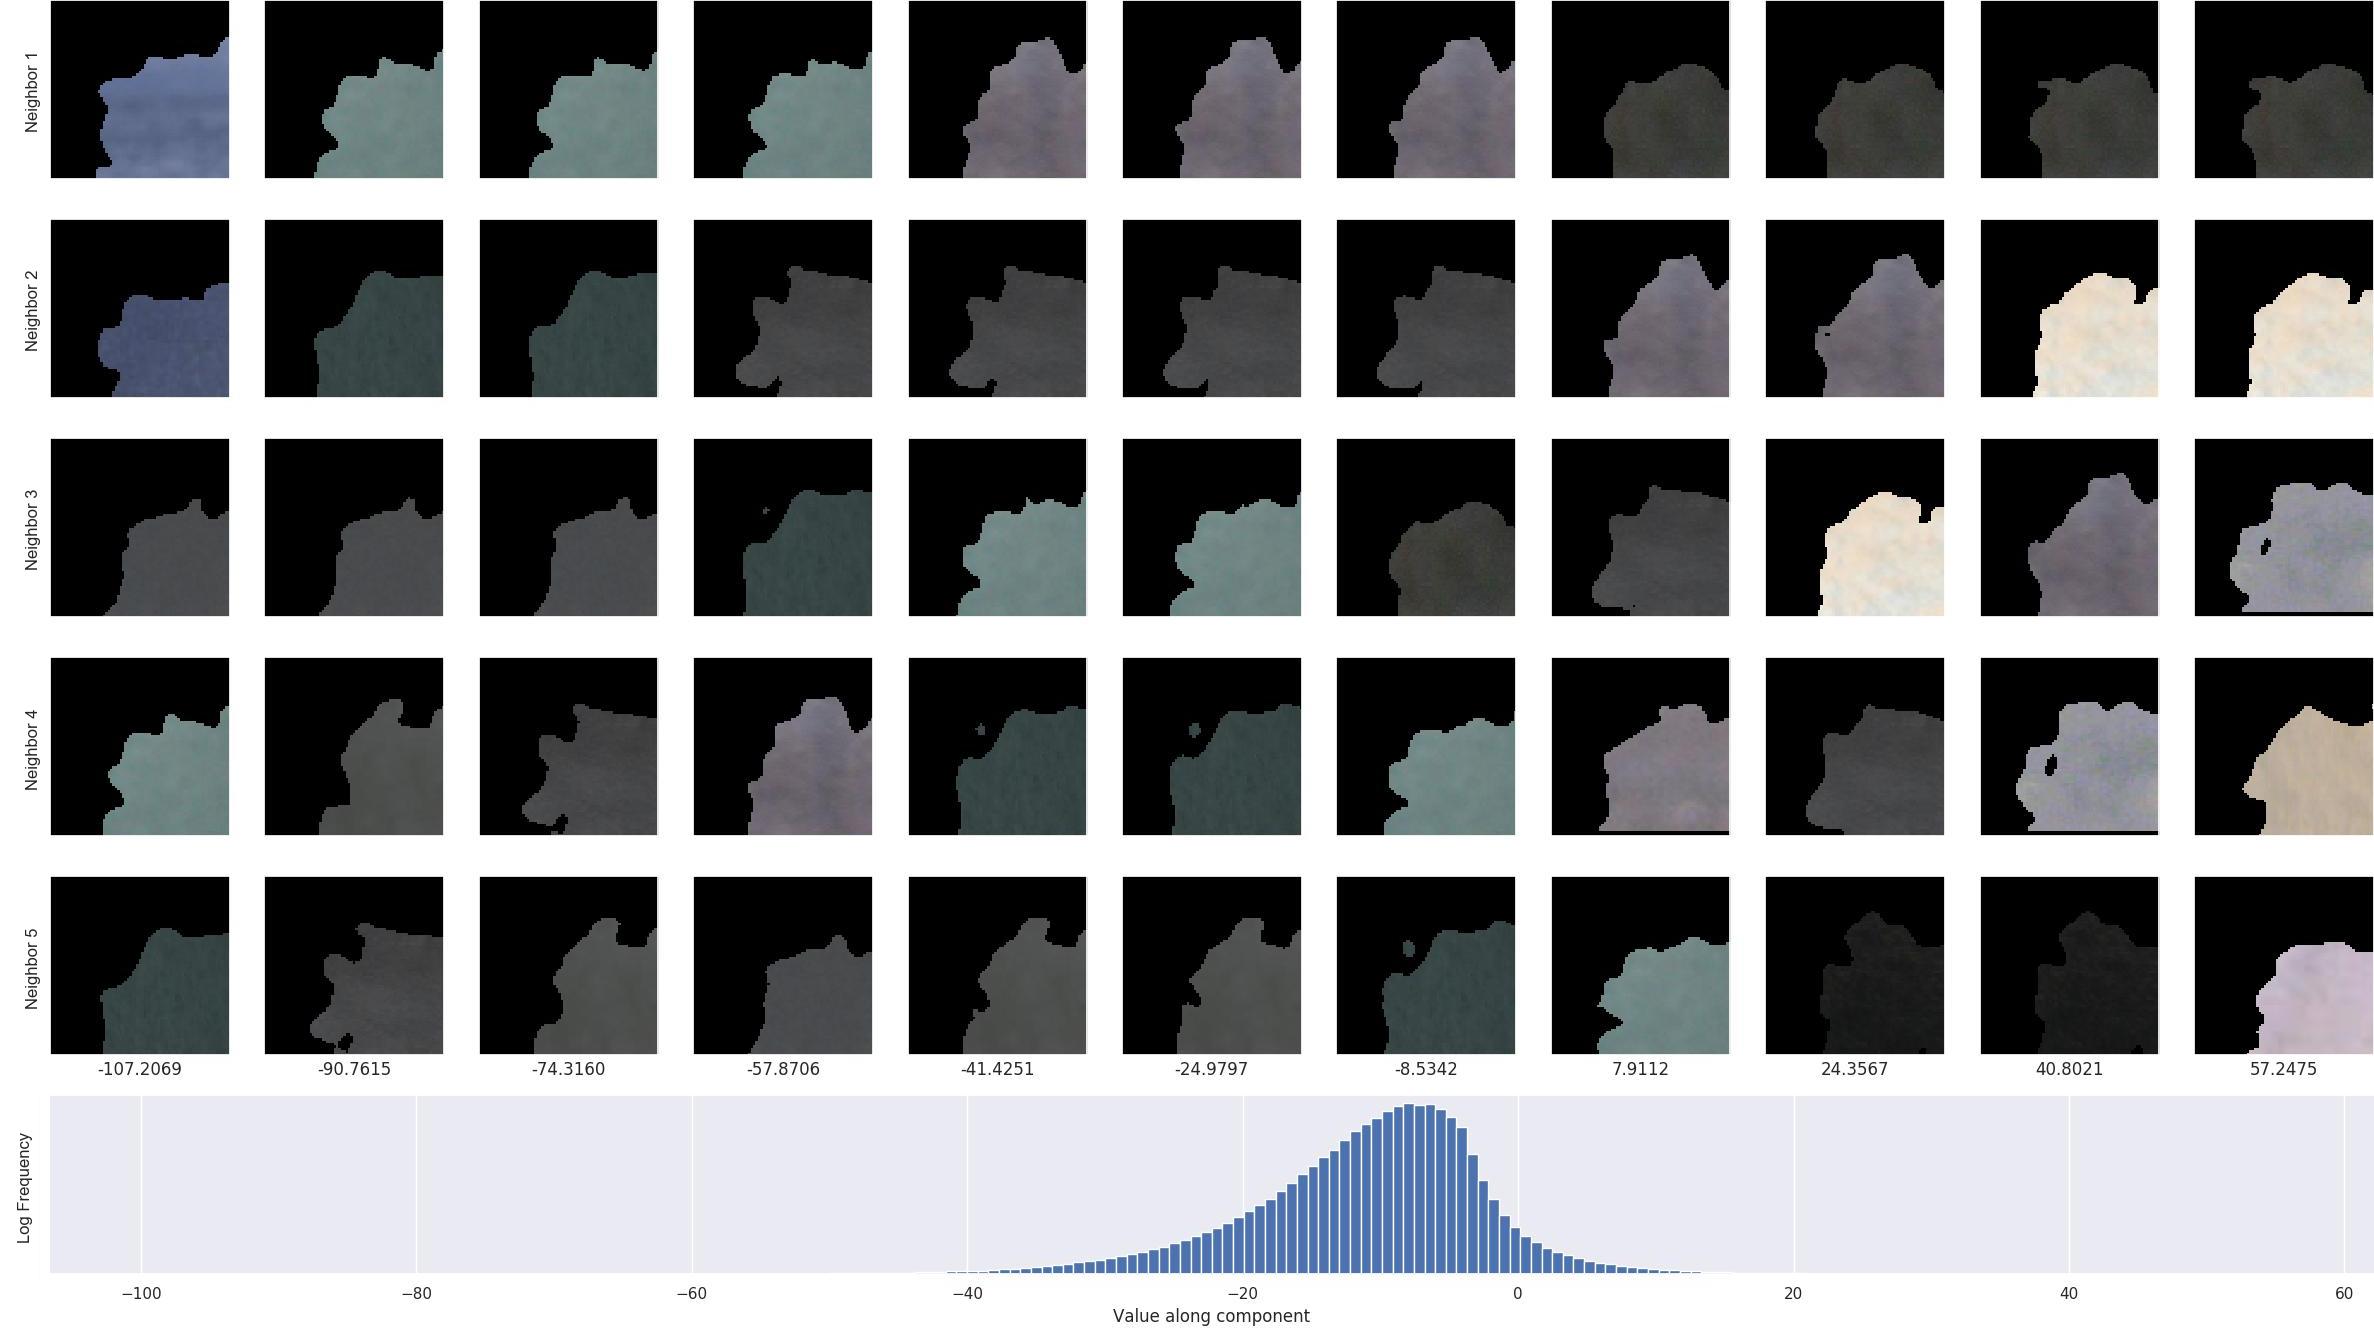 Neighbor 1
Neighbor 2
Neighbor 3
Neighbor 4
Neighbor 5
-107.2069 -90.7615 -74.3160 -57.8706 -41.4251 -24.9797 -8.5342 7.9112 24.3567 40.8021 57.2475
Log Frequency
−100 −80 −60 −40 −20 0 20 40 60
Value along component